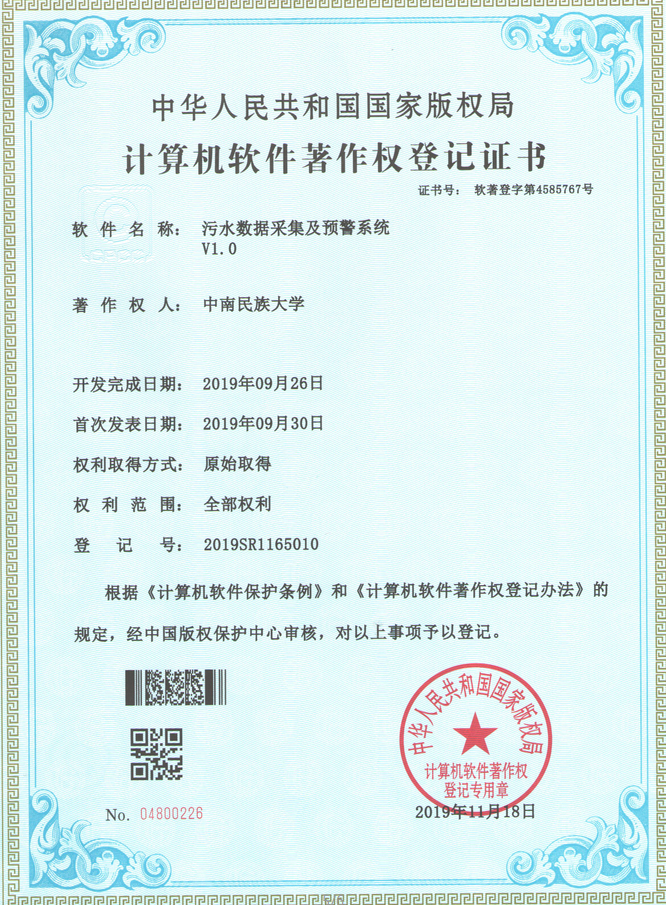 中华人民共和国国家版权局
计算机软件著作权登记证书
证书号： 软著登字第4585767号
CPCC
软件名称： 污水数据采集及预警系统
V1.0
著作权人： 中南民族大学
开发完成日期： 2019年09月26日
首次发表日期： 2019年09月30日
权利取得方式： 原始取得
权利范围： 全部权利
登记号： 2019SR1165010
根据《计算机软件保护条例》和《计算机软件著作权登记办法》的
规定，经中国版权保护中心审核，对以上事项予以登记。
中华人民共和国国家版权局
计算机软件著作权
登记专用章
No. 04800226
2019年11月18日